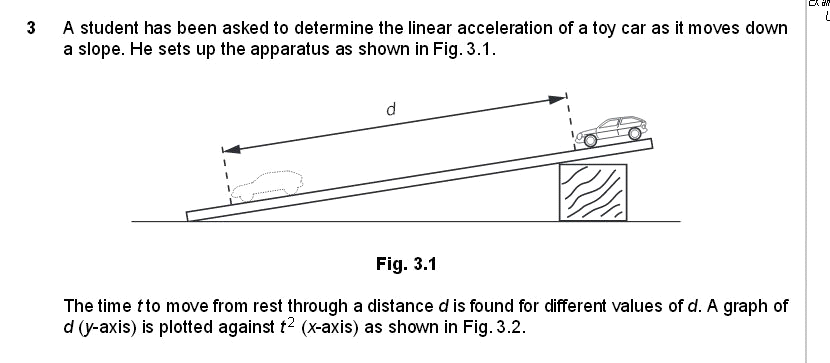 3 A student has been asked to determine the linear acceleration of a toy car as it moves down
a slope. He sets up the apparatus as shown in Fig. 3.1.
d
Fig. 3.1
The time t to move from rest through a distance d is found for different values of d. A graph of
d (y-axis) is plotted against t² (x-axis) as shown in Fig. 3.2.